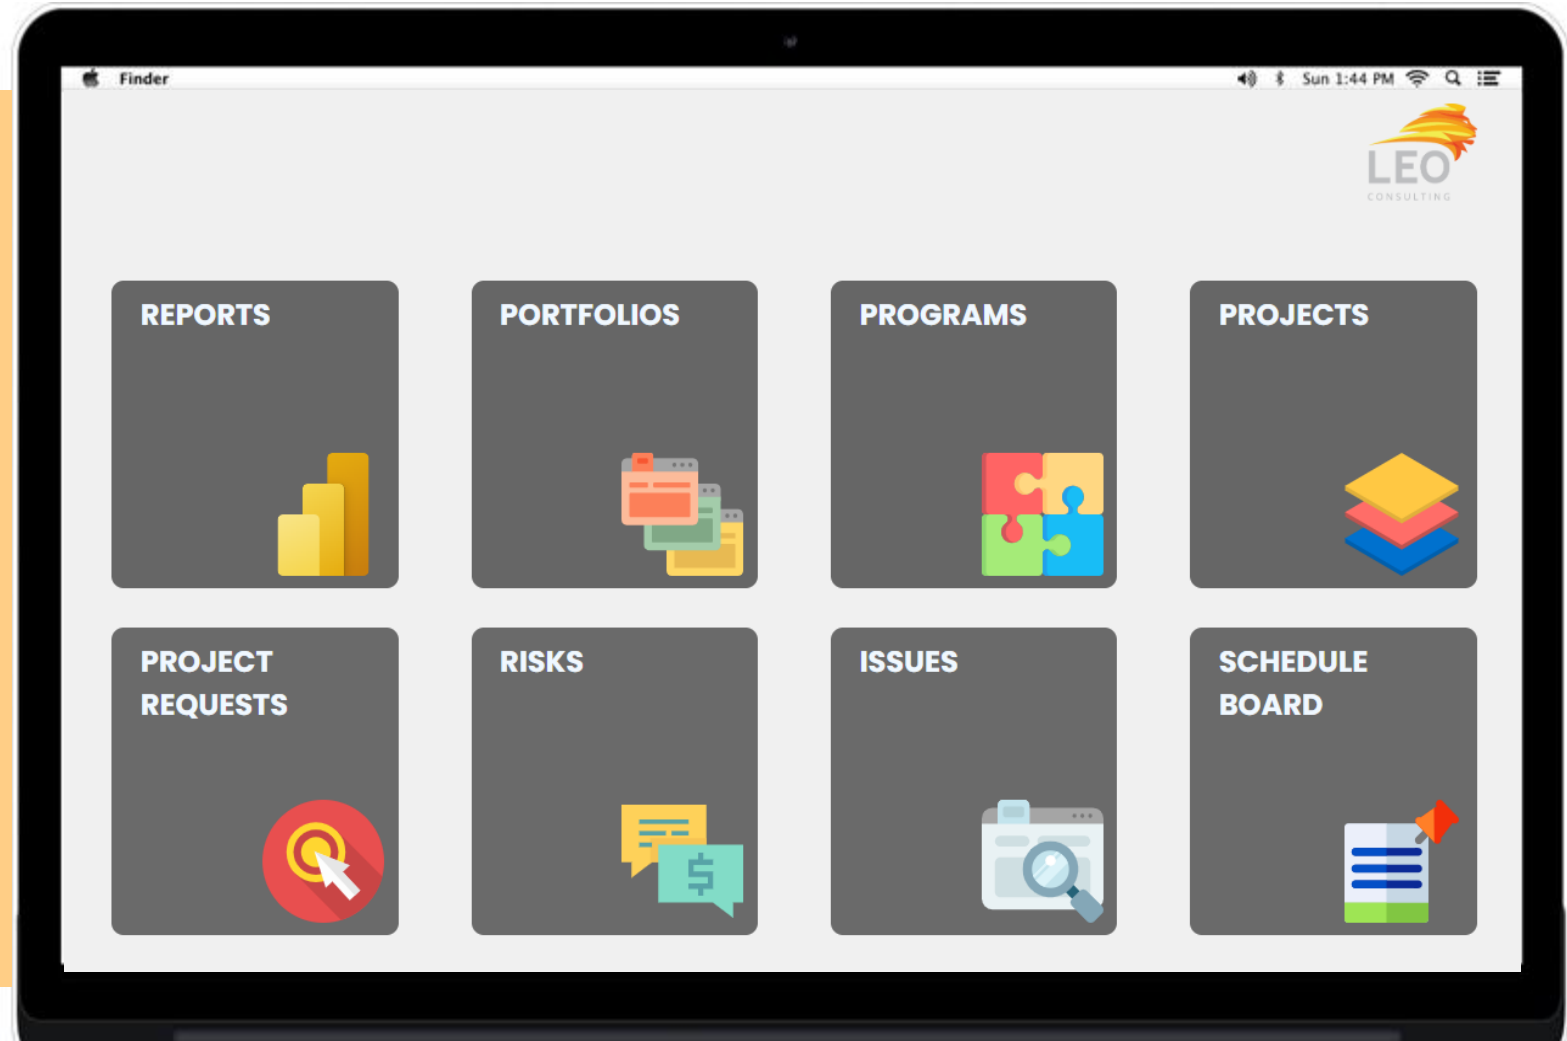 Finder
Sun 1:44 PM
LEO
CONSULTING
REPORTS
PORTFOLIOS
PROGRAMS
PROJECTS
PROJECT
REQUESTS
RISKS
ISSUES
SCHEDULE
BOARD
$